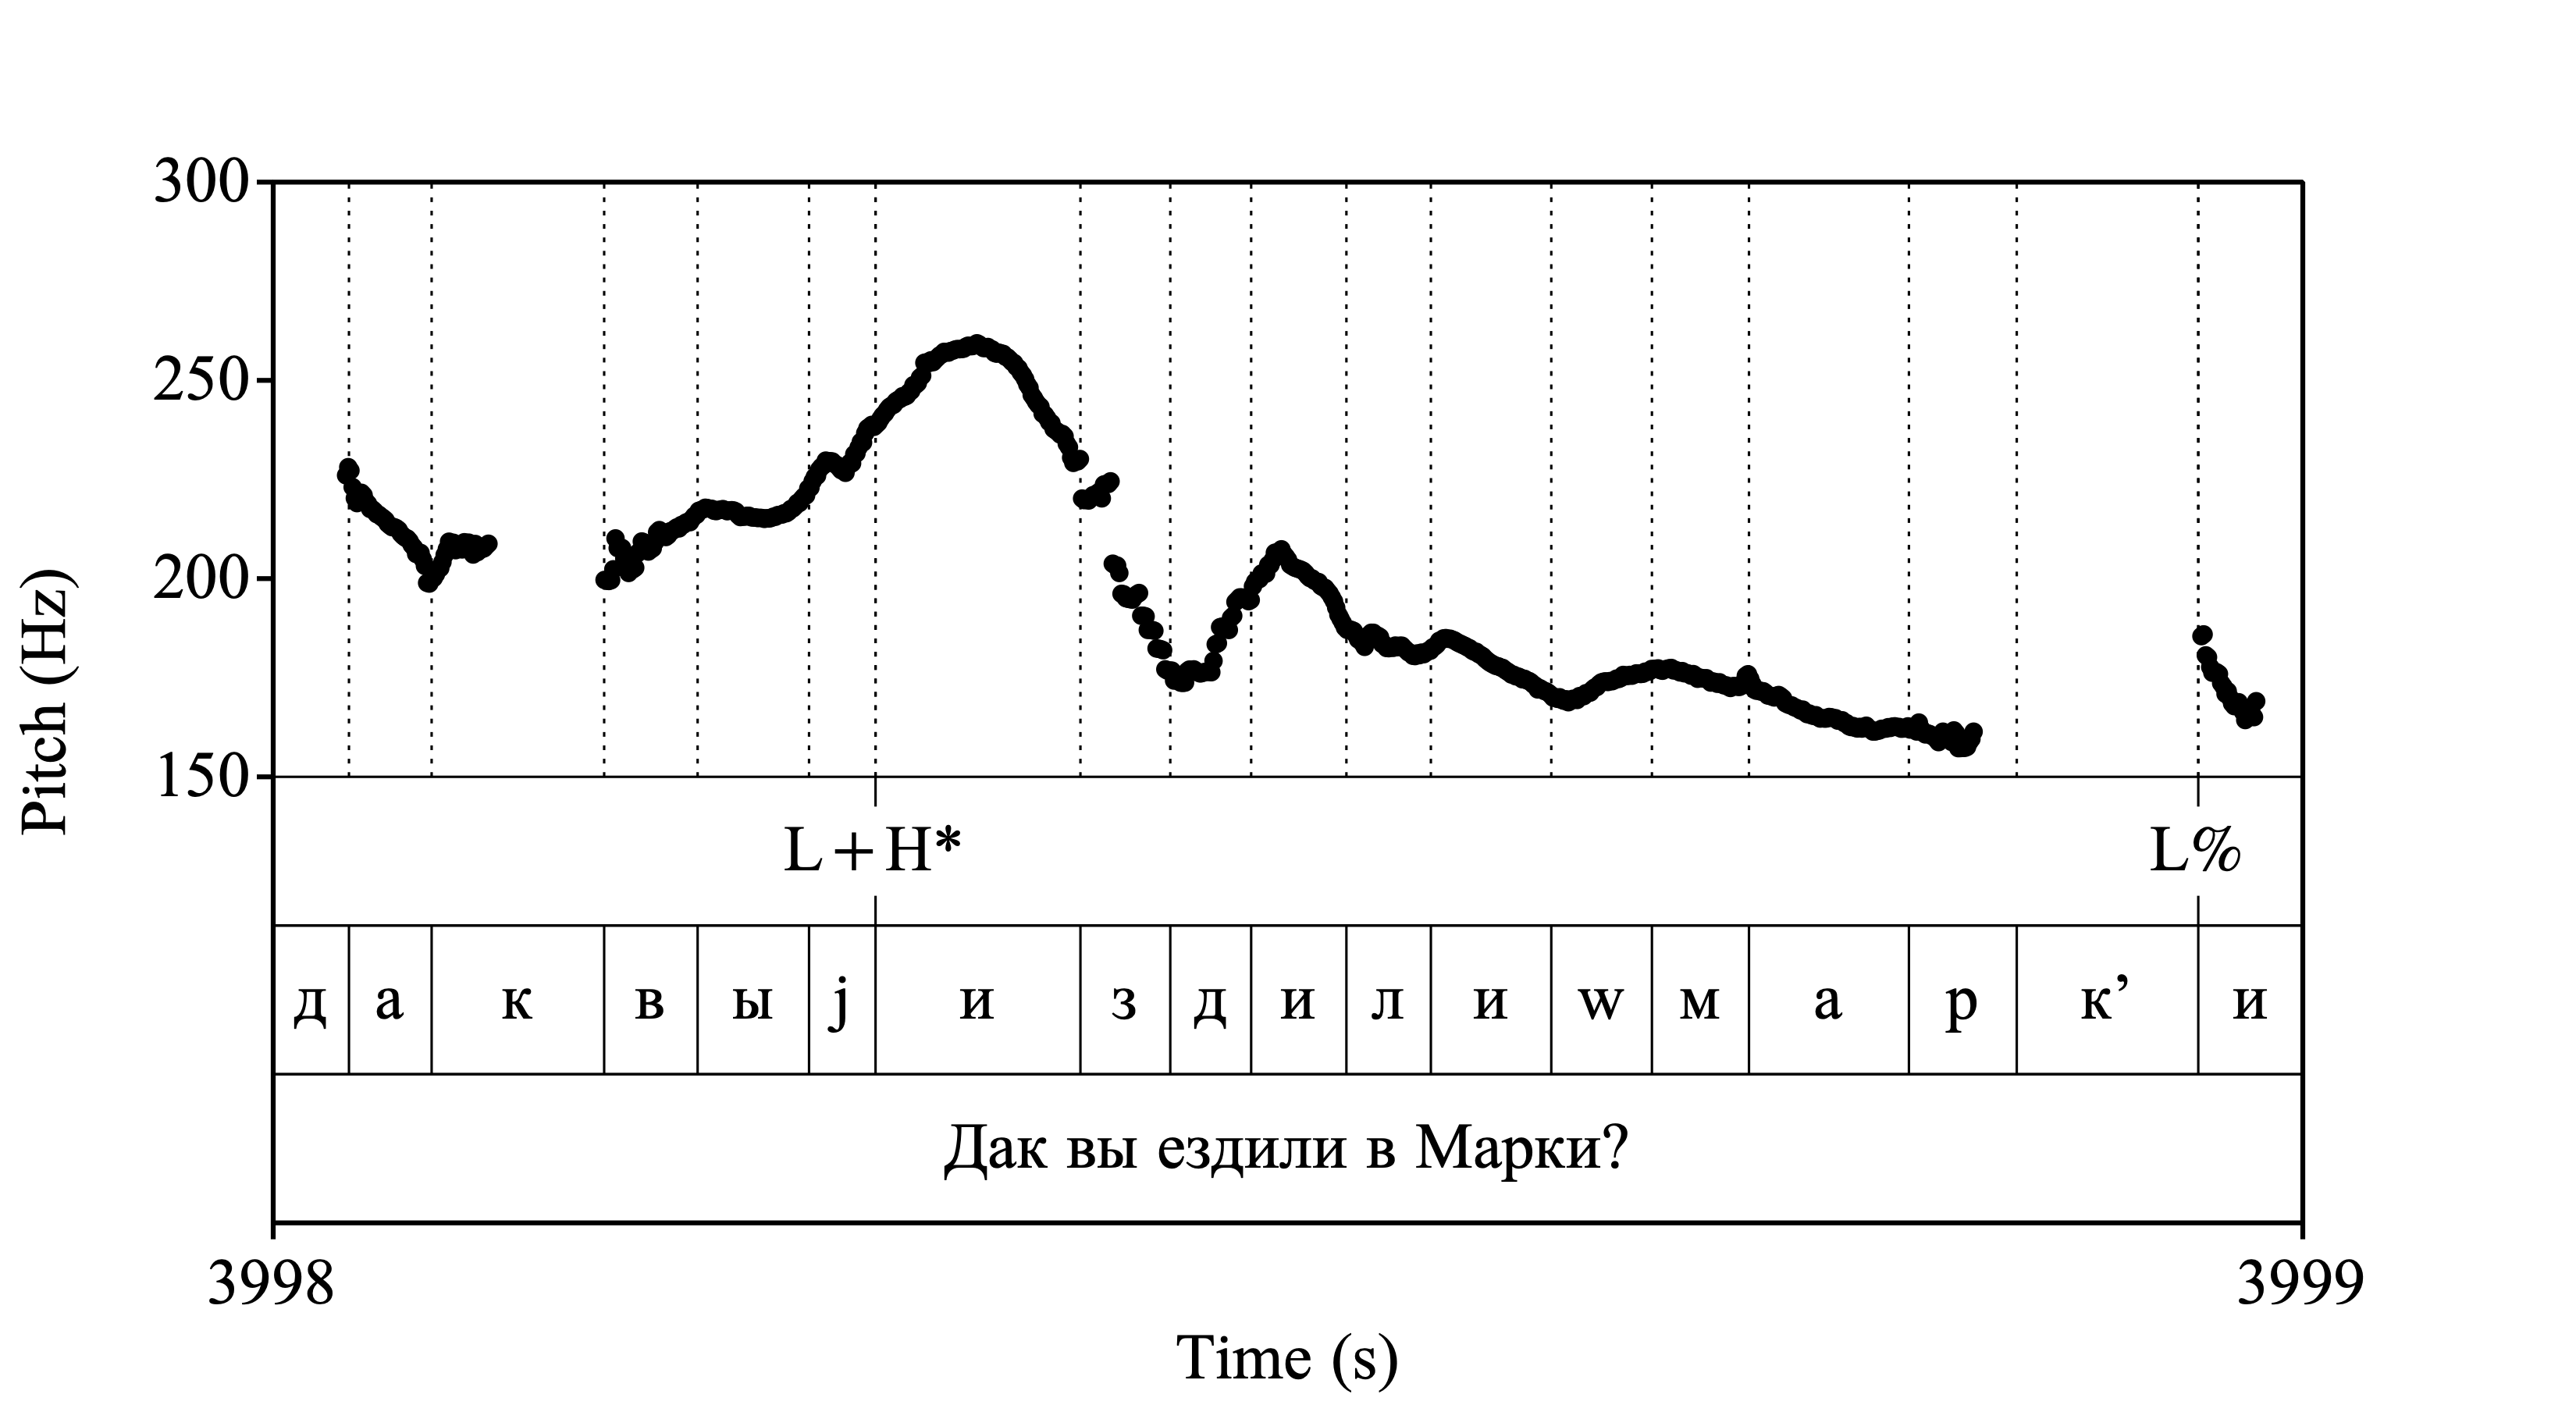 300
250
200
150
Pitch (Hz)
L+H* L%
д а к в ы j и з д и л и w м а р к’ и
Дак вы ездили в Марки?
3998 3999
Time (s)